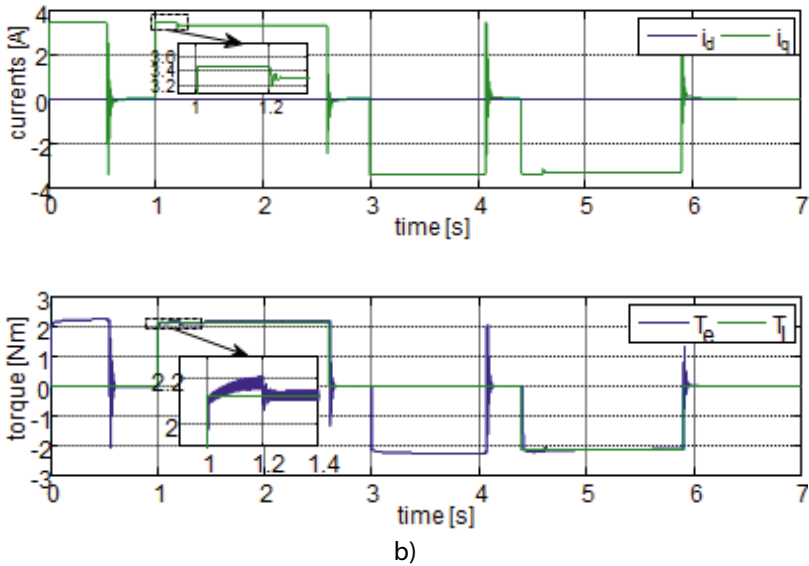 currents [A]
4
2
0
-2
-4
3.6
3.4
3.2
1 1.2
i_d i_q
0 1 2 3 4 5 6 7
time [s]
torque [Nm]
3
2
1
0
-1
-2
-3
2.2
2
1 1.2 1.4
T_e T_l
0 1 2 3 4 5 6 7
time [s]
b)